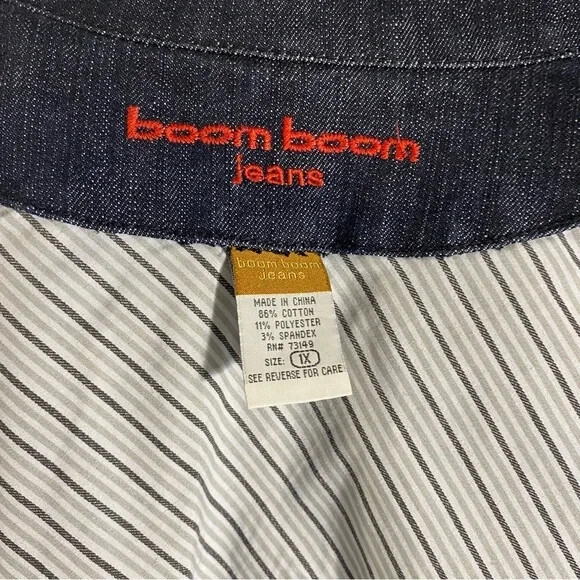 boom boom
jeans
boom boom
jeans
MADE IN CHINA
86% COTTON
11% POLYESTER
3% SPANDEX
RN# 73149
SIZE: 1X
SEE REVERSE FOR CARE